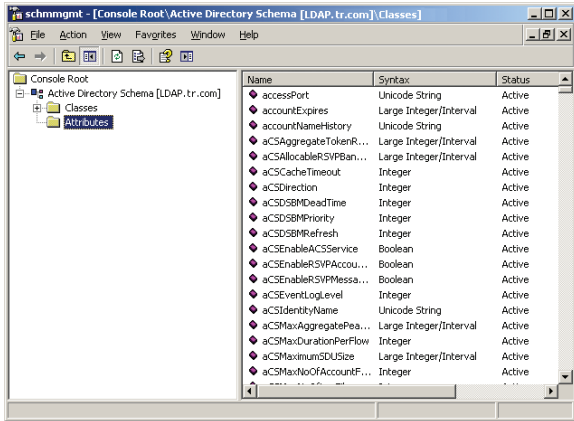 schmmgmt - [Console Root\Active Directory Schema [LDAP.tr.com]\Classes]
File Action View Favorites Window Help
Console Root
Active Directory Schema [LDAP.tr.com]
Classes
Attributes
Name Syntax Status
accessPort Unicode String Active
accountExpires Large Integer/Interval Active
accountNameHistory Unicode String Active
aCSAggregateTokenR... Large Integer/Interval Active
aCSAllocableRSVPBan... Large Integer/Interval Active
aCSCacheTimeout Integer Active
aCSDirection Integer Active
aCSDSBMDeadTime Integer Active
aCSDSBMPriority Integer Active
aCSDSBMRefresh Integer Active
aCSEnableACSService Boolean Active
aCSEnableRSVPAccou... Boolean Active
aCSEnableRSVPMessa... Boolean Active
aCSEventLogLevel Integer Active
aCSIdentityName Unicode String Active
aCSMaxAggregatePea... Large Integer/Interval Active
aCSMaxDurationPerFlow Integer Active
aCSMaximumSDUSize Large Integer/Interval Active
aCSMaxNoOfAccountF... Integer Active